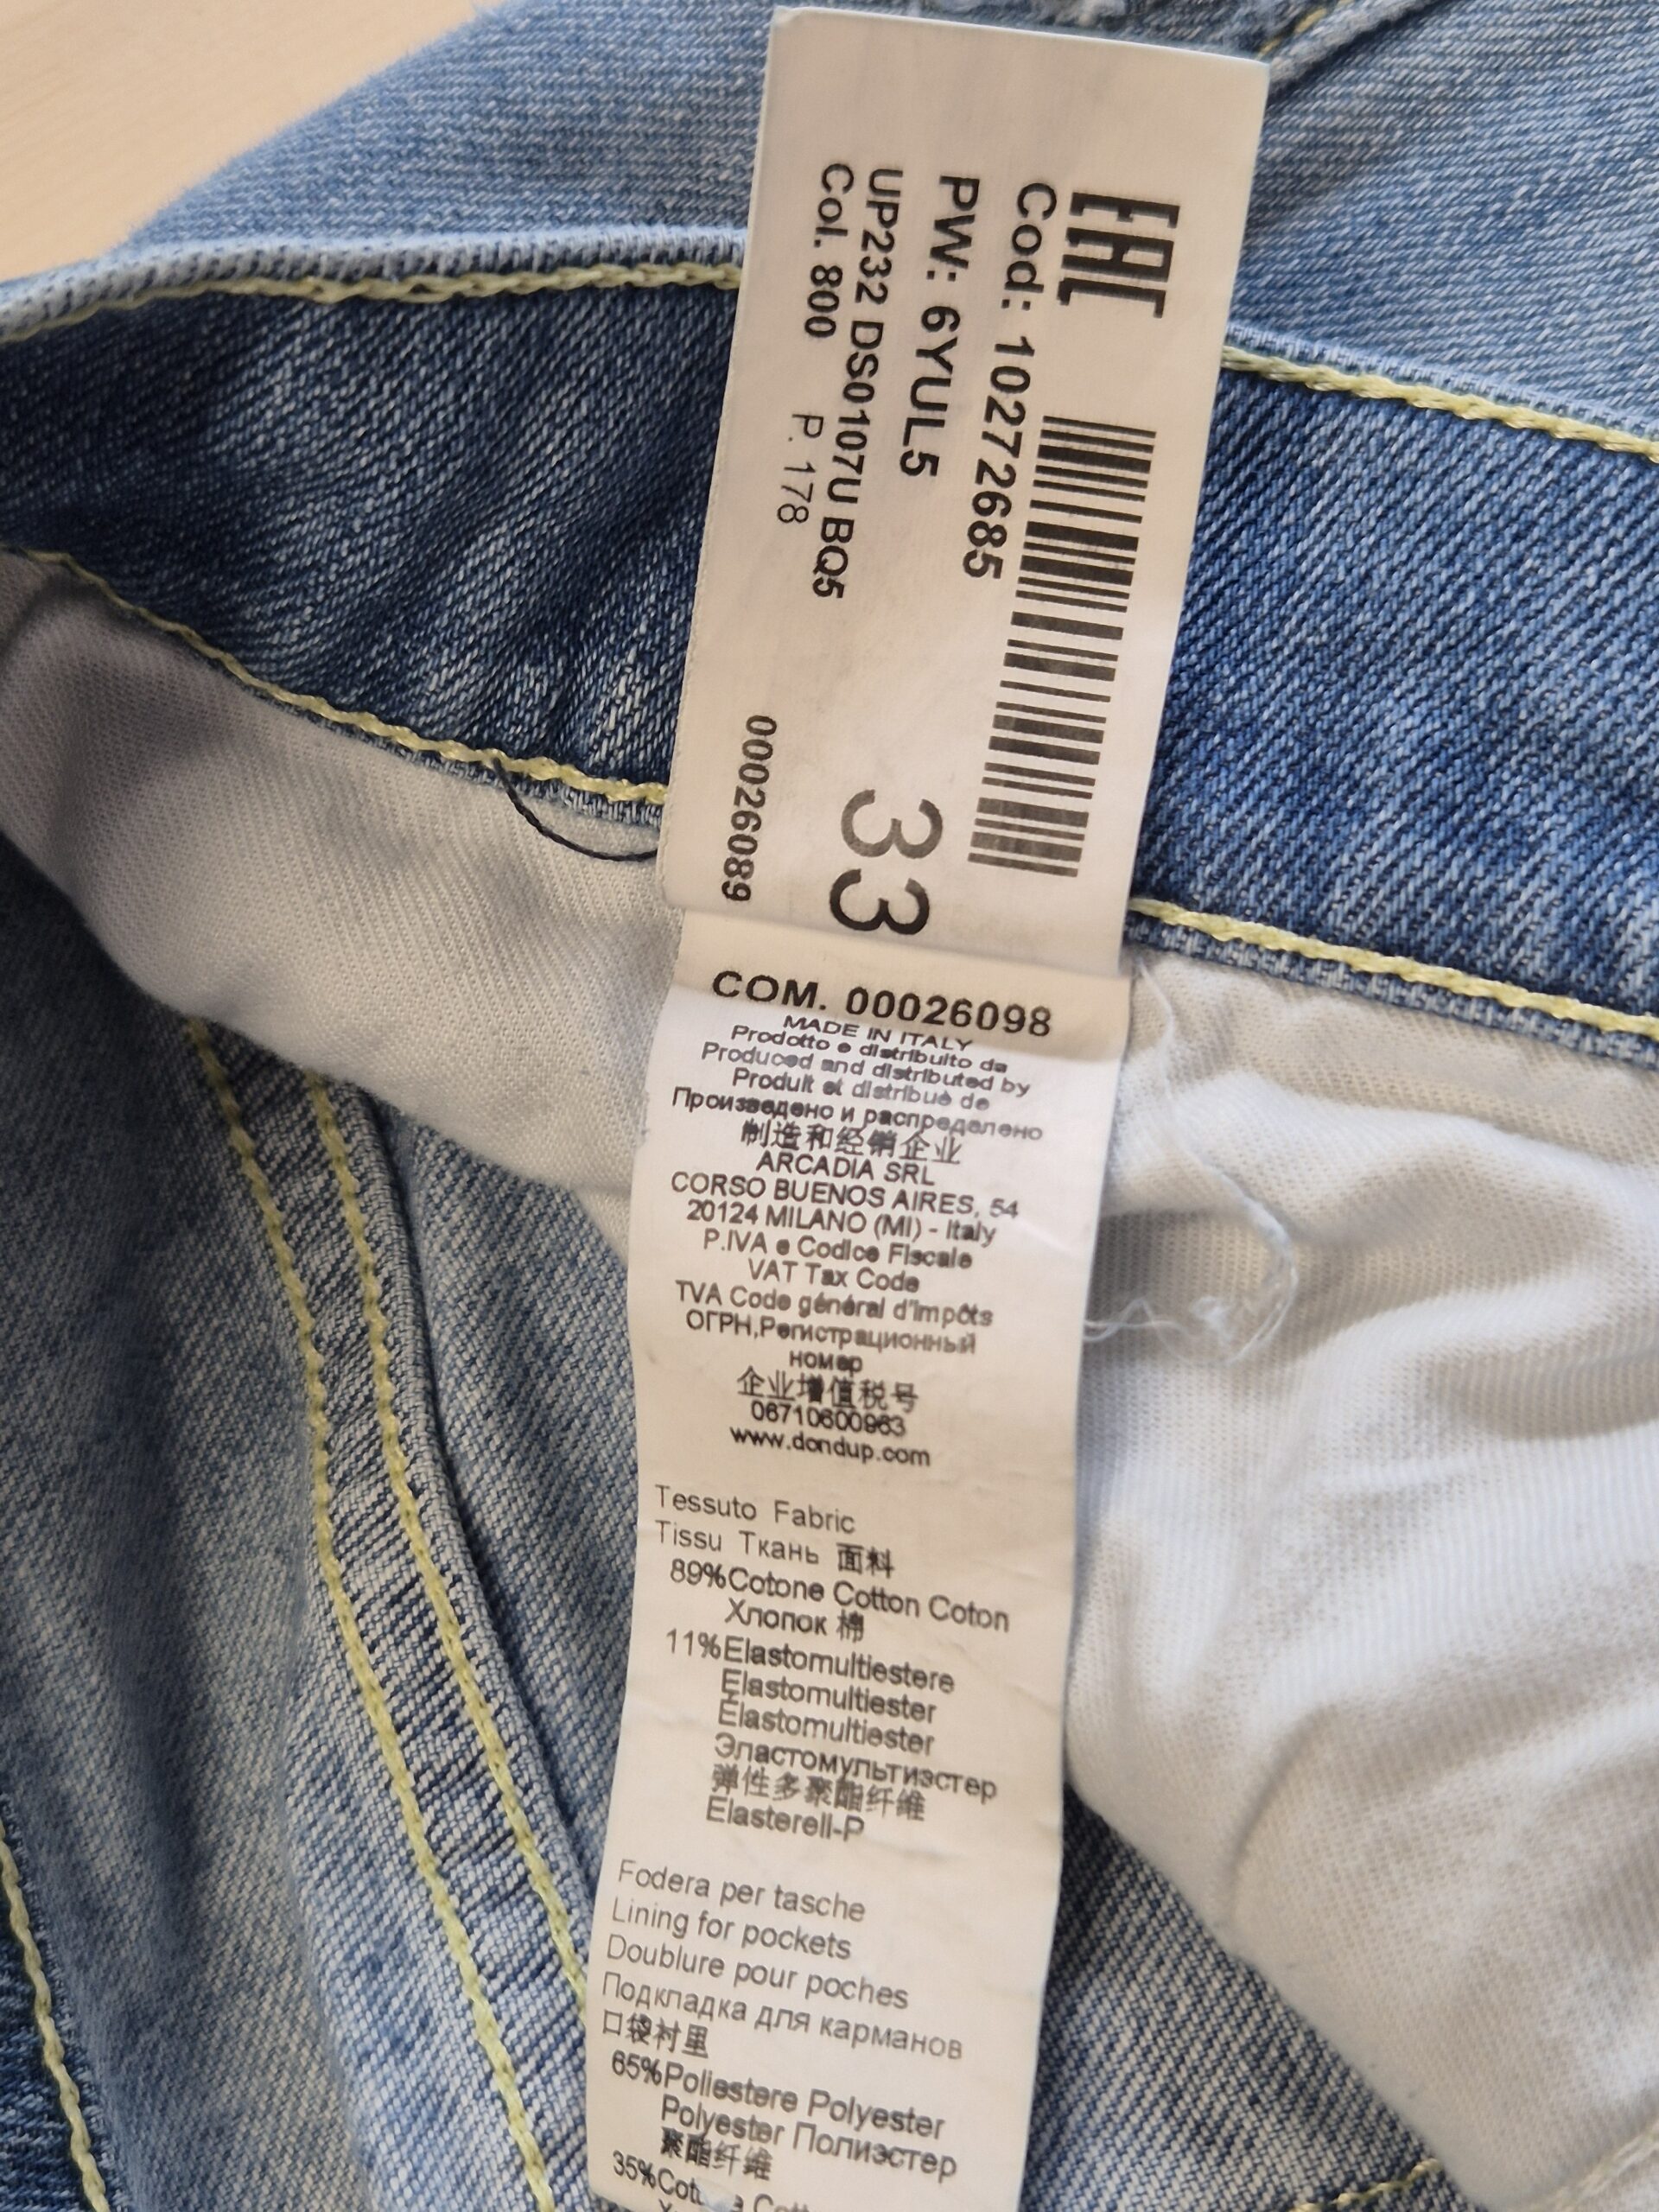 EAC
Cod: 10272685
PW: 6YUL5
UP232 DS0107U BQ5
Col. 800 P. 178
33
00026089
COM. 00026098
MADE IN ITALY
Prodotto e distribuito da
Produced and distributed by
Produit et distribué de
Произведено и распределено
制造和经销企业
ARCADIA SRL
CORSO BUENOS AIRES, 54
20124 MILANO (MI) - Italy
P.IVA e Codice Fiscale
VAT Tax Code
TVA Code général d'impôts
ОГРН,Регистрационный
номер
企业增值税号
06710600963
www.dondup.com
Tessuto Fabric
Tissu Ткань 面料
89%Cotone Cotton Coton
Хлопок 棉
11%Elastomultiestere
Elastomultiester
Élastomultiester
Эластомультиэстер
弹性多聚酯纤维
Elasterell-P
Fodera per tasche
Lining for pockets
Doublure pour poches
Подкладка для карманов
口袋衬里
65%Poliestere Polyester
Polyester Полиэстер
聚酯纤维
35%